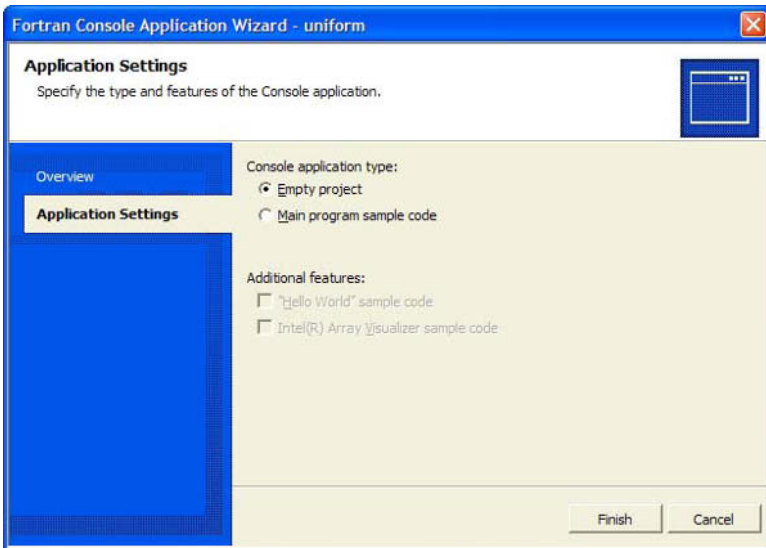 Fortran Console Application Wizard - uniform
Application Settings
Specify the type and features of the Console application.
Overview
Application Settings
Console application type:
Empty project
Main program sample code
Additional features:
"Hello World" sample code
Intel(R) Array Visualizer sample code
Finish
Cancel